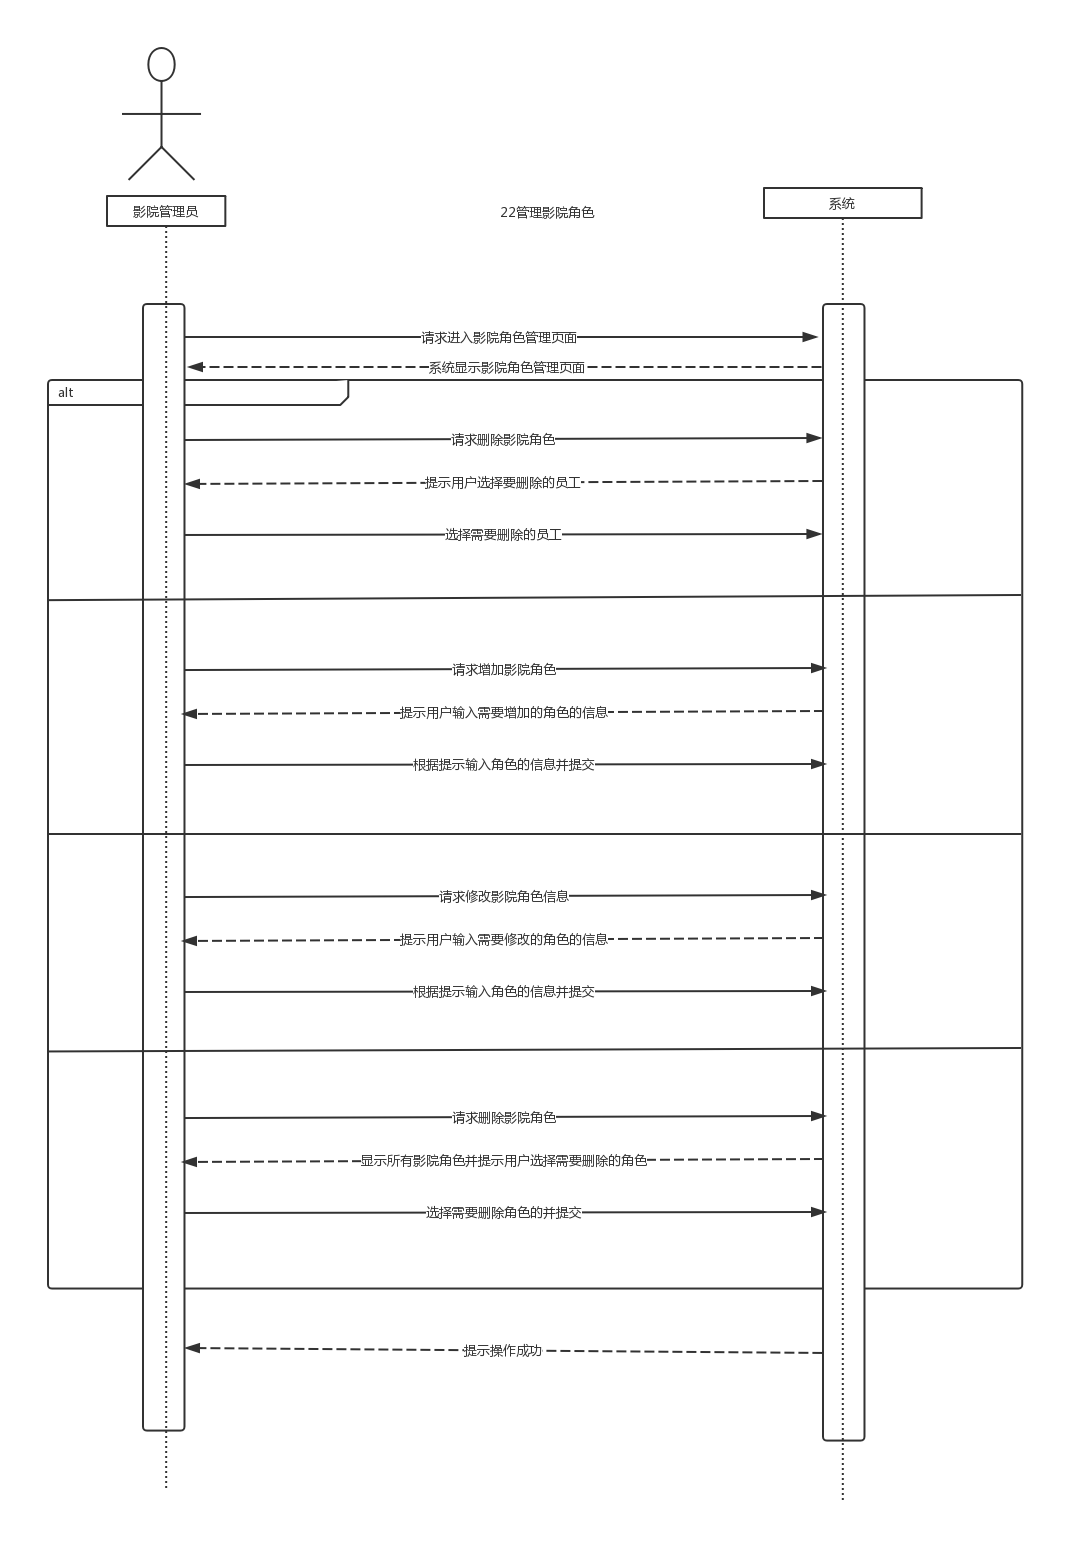 影院管理员
22管理影院角色
系统
请求进入影院角色管理页面
系统显示影院角色管理页面
alt
请求删除影院角色
提示用户选择要删除的员工
选择需要删除的员工
请求增加影院角色
提示用户输入需要增加的角色的信息
根据提示输入角色的信息并提交
请求修改影院角色信息
提示用户输入需要修改的角色的信息
根据提示输入角色的信息并提交
请求删除影院角色
显示所有影院角色并提示用户选择需要删除的角色
选择需要删除角色的并提交
提示操作成功